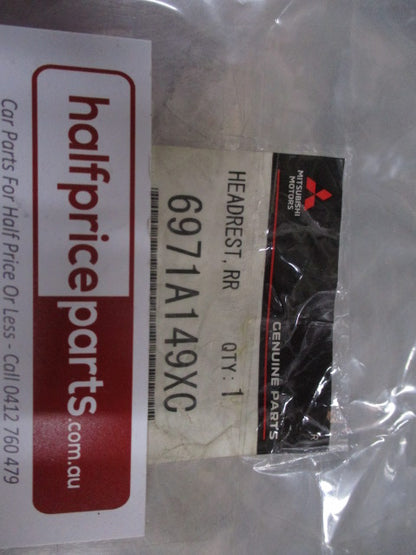 MITSUBISHI
MOTORS
GENUINE PARTS
HEADREST, RR QTY: 1
6971A149XC
halfpriceparts.com.au
Car Parts For Half Price Or Less - Call 0412 760 479